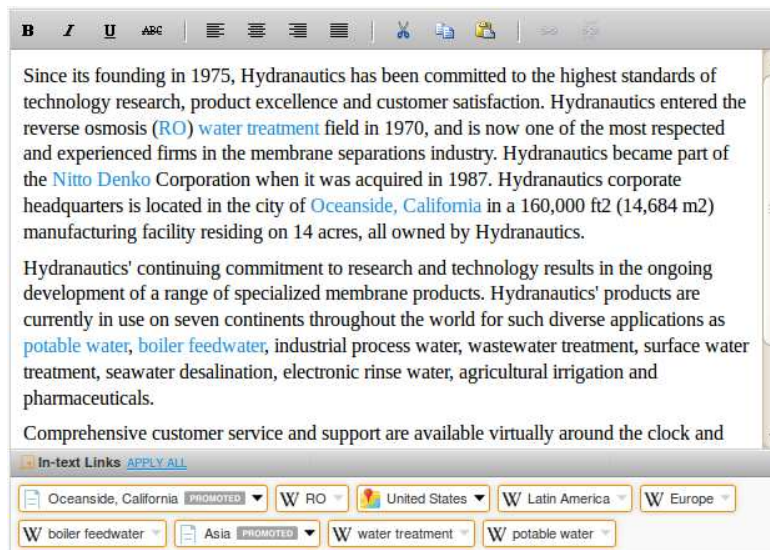 B I U ABC
Since its founding in 1975, Hydranautics has been committed to the highest standards of
technology research, product excellence and customer satisfaction. Hydranautics entered the
reverse osmosis (RO) water treatment field in 1970, and is now one of the most respected
and experienced firms in the membrane separations industry. Hydranautics became part of
the Nitto Denko Corporation when it was acquired in 1987. Hydranautics corporate
headquarters is located in the city of Oceanside, California in a 160,000 ft2 (14,684 m2)
manufacturing facility residing on 14 acres, all owned by Hydranautics.
Hydranautics' continuing commitment to research and technology results in the ongoing
development of a range of specialized membrane products. Hydranautics' products are
currently in use on seven continents throughout the world for such diverse applications as
potable water, boiler feedwater, industrial process water, wastewater treatment, surface water
treatment, seawater desalination, electronic rinse water, agricultural irrigation and
pharmaceuticals.
Comprehensive customer service and support are available virtually around the clock and
In-text Links APPLY ALL
Oceanside, California PROMOTED W RO United States W Latin America W Europe
W boiler feedwater Asia PROMOTED W water treatment W potable water